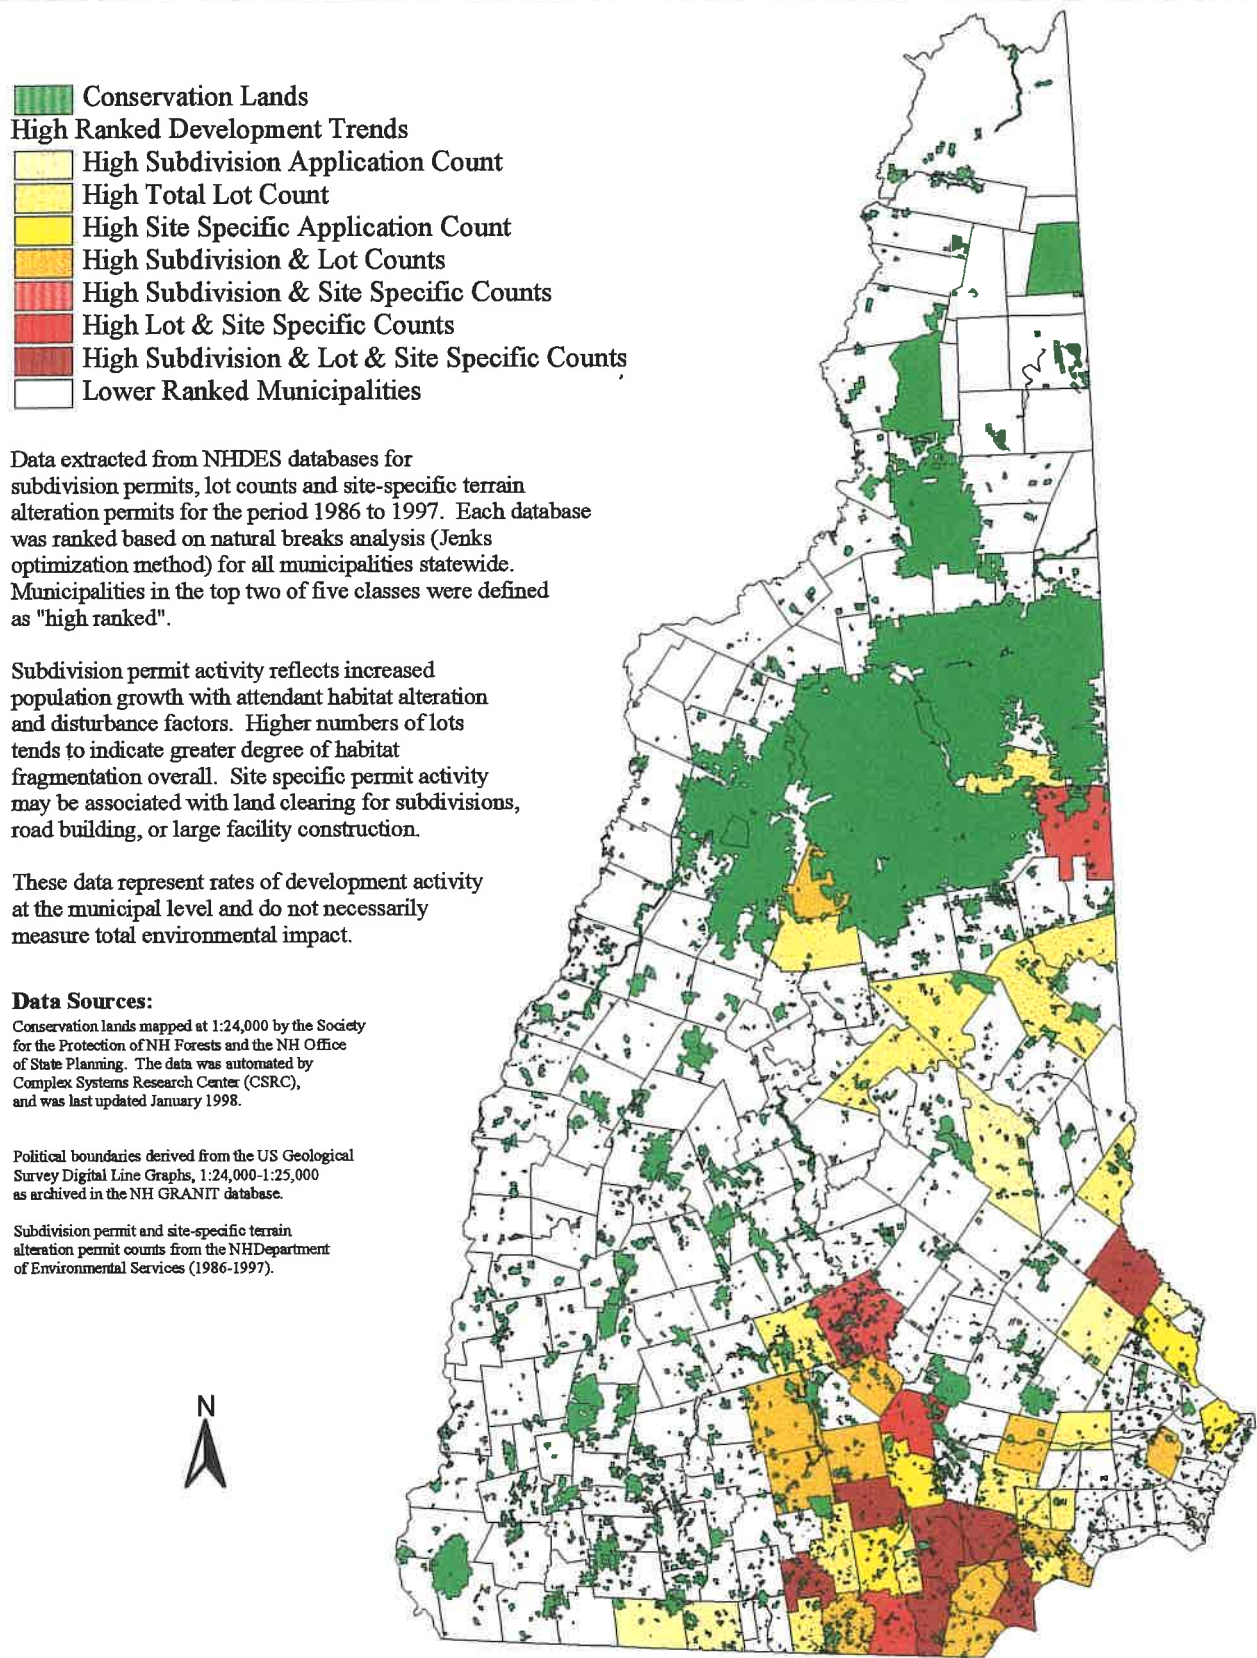 Conservation Lands
High Ranked Development Trends
High Subdivision Application Count
High Total Lot Count
High Site Specific Application Count
High Subdivision & Lot Counts
High Subdivision & Site Specific Counts
High Lot & Site Specific Counts
High Subdivision & Lot & Site Specific Counts
Lower Ranked Municipalities
Data extracted from NHDES databases for
subdivision permits, lot counts and site-specific terrain
alteration permits for the period 1986 to 1997. Each database
was ranked based on natural breaks analysis (Jenks
optimization method) for all municipalities statewide.
Municipalities in the top two of five classes were defined
as "high ranked".
Subdivision permit activity reflects increased
population growth with attendant habitat alteration
and disturbance factors. Higher numbers of lots
tends to indicate greater degree of habitat
fragmentation overall. Site specific permit activity
may be associated with land clearing for subdivisions,
road building, or large facility construction.
These data represent rates of development activity
at the municipal level and do not necessarily
measure total environmental impact.
Data Sources:
Conservation lands mapped at 1:24,000 by the Society
for the Protection of NH Forests and the NH Office
of State Planning. The data was automated by
Complex Systems Research Center (CSRC),
and was last updated January 1998.
Political boundaries derived from the US Geological
Survey Digital Line Graphs, 1:24,000-1:25,000
as archived in the NH GRANIT database.
Subdivision permit and site-specific terrain
alteration permit counts from the NHDepartment
of Environmental Services (1986-1997).
N